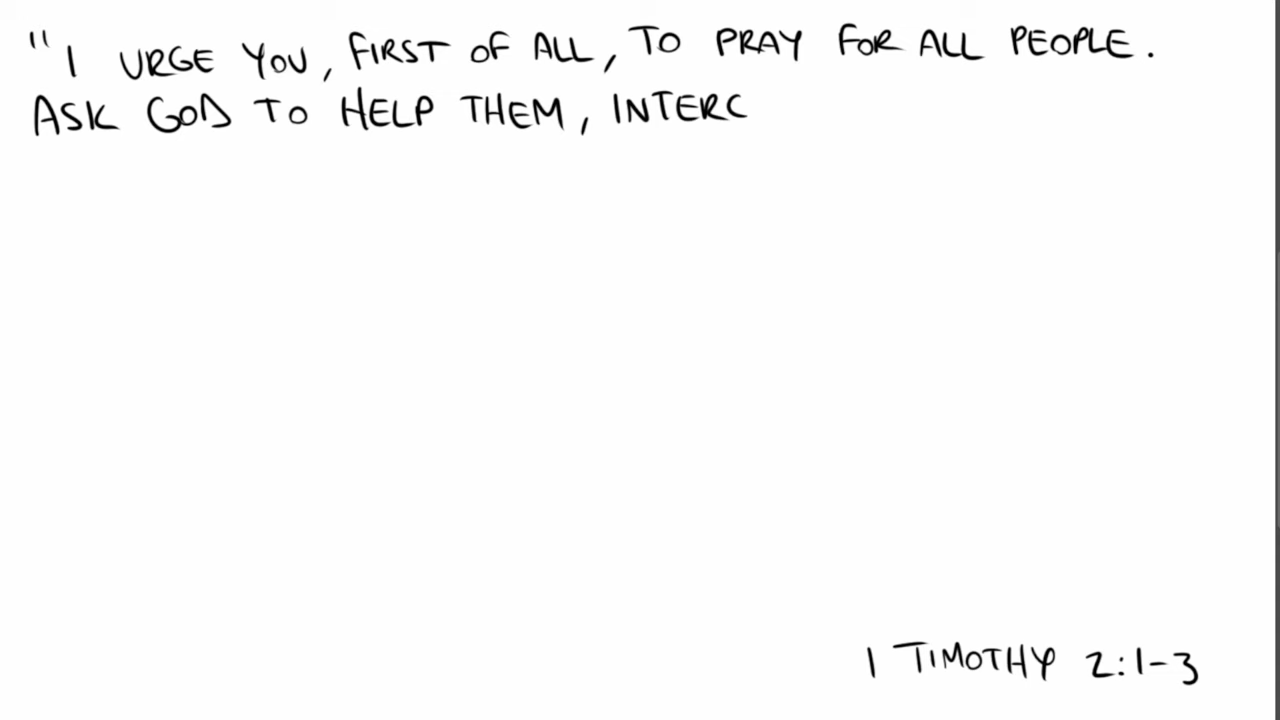 "I URGE YOU, FIRST OF ALL, TO PRAY FOR ALL PEOPLE.
ASK GOD TO HELP THEM, INTERC
1 TIMOTHY 2:1-3